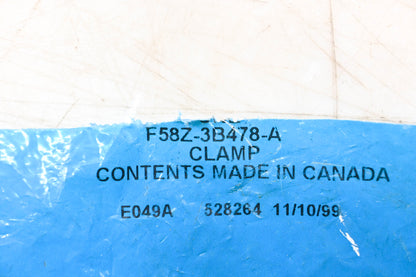 F58Z-3B478-A
CLAMP
CONTENTS MADE IN CANADA
E049A 528264 11/10/99